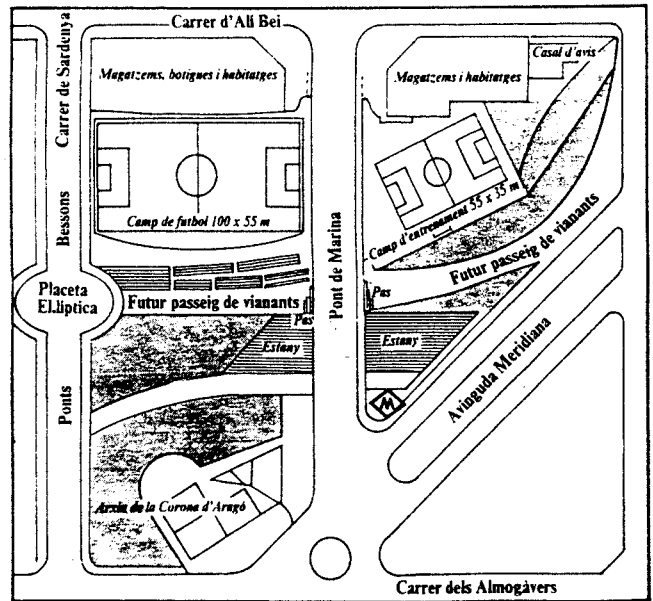 Carrer d'Alí Bei
Carrer de Sardenya
Magatzems, botigues i habitatges
Casal d'avis
Magatzems i habitatges
Camp de futbol 100 x 55 m
Camp d'entrenament 55 x 35 m
Bessons
Pont de Marina
Futur passeig de vianants
Placeta
El.líptica
Futur passeig de vianants
Pas
Pas
Estany
Estany
Avinguda Meridiana
Ponts
M
Arxiu de la Corona d'Aragó
Carrer dels Almogàvers